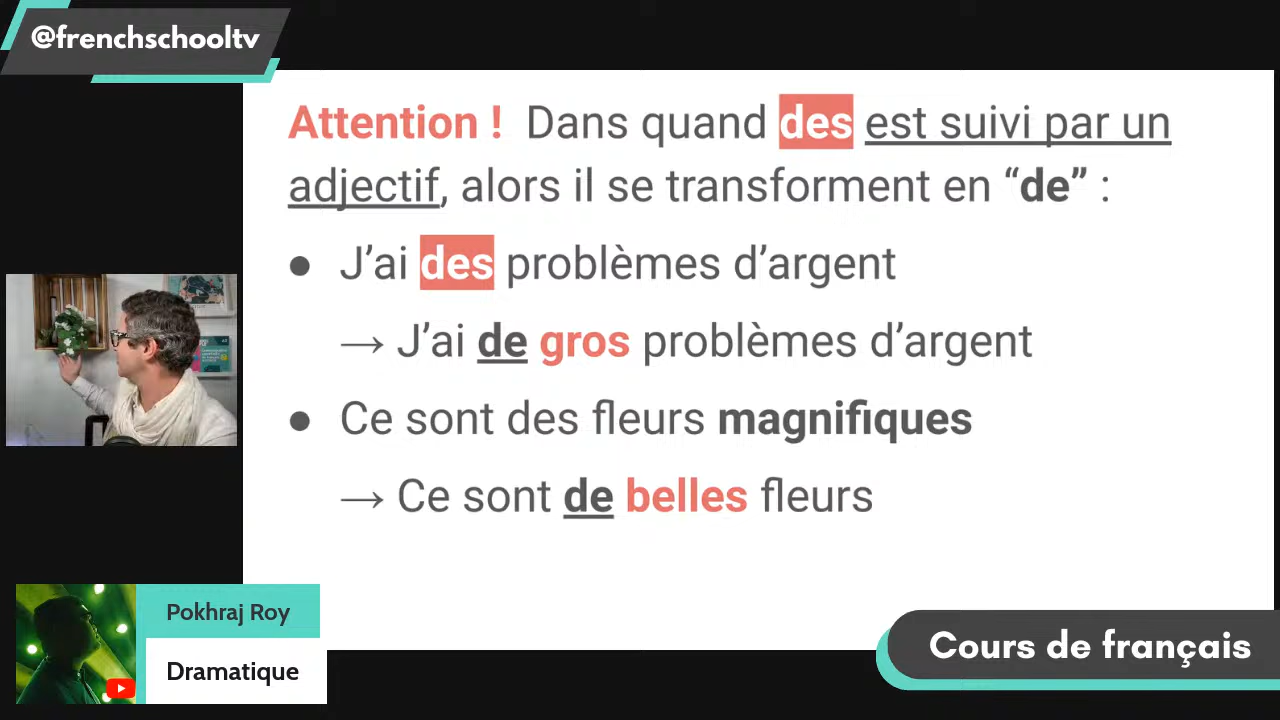 @frenchschooltv
Attention ! Dans quand des est suivi par un
adjectif, alors il se transforment en “de” :
● J’ai des problèmes d’argent
→ J’ai de gros problèmes d’argent
● Ce sont des fleurs magnifiques
→ Ce sont de belles fleurs
Pokhraj Roy
Dramatique
Cours de français